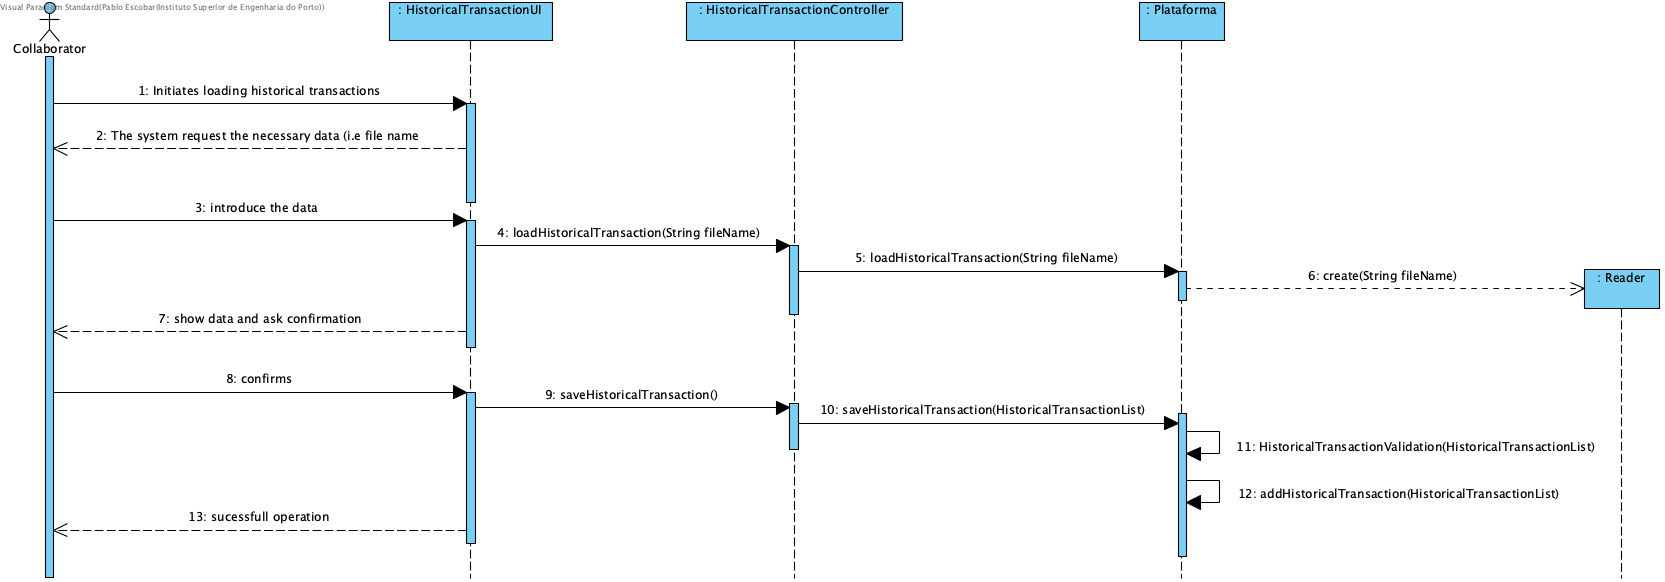 Visual Paradigm Standard(Pablo Escobar(Instituto Superior de Engenharia do Porto))
Collaborator
: HistoricalTransactionUI
: HistoricalTransactionController
: Plataforma
1: Initiates loading historical transactions
2: The system request the necessary data (i.e file name
3: introduce the data
4: loadHistoricalTransaction(String fileName)
5: loadHistoricalTransaction(String fileName)
6: create(String fileName)
: Reader
7: show data and ask confirmation
8: confirms
9: saveHistoricalTransaction()
10: saveHistoricalTransaction(HistoricalTransactionList)
11: HistoricalTransactionValidation(HistoricalTransactionList)
12: addHistoricalTransaction(HistoricalTransactionList)
13: sucessfull operation